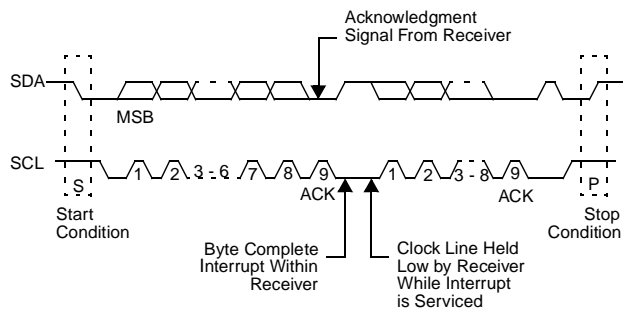 Acknowledgment
Signal From Receiver
SDA
MSB
SCL
S
1
2
3 - 6
7
8
9
1
2
3 - 8
9
P
ACK
ACK
Start
Condition
Stop
Condition
Byte Complete
Interrupt Within
Receiver
Clock Line Held
Low by Receiver
While Interrupt
is Serviced